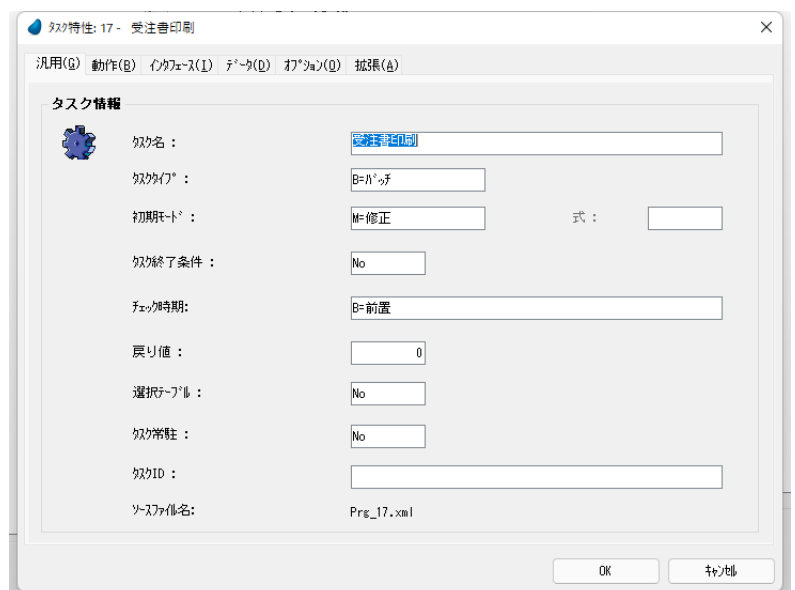 ﾀｽｸ特性: 17 - 受注書印刷
汎用(G) 動作(B) ｲﾝﾀﾌｪｰｽ(I) ﾃﾞｰﾀ(D) ｵﾌﾟｼｮﾝ(O) 拡張(A)
タスク情報
ﾀｽｸ名 : 受注書印刷
ﾀｽｸﾀｲﾌﾟ : B=ﾊﾞｯﾁ
初期ﾓｰﾄﾞ : M=修正 式 :
ﾀｽｸ終了条件 : No
ﾁｪｯｸ時期: B=前置
戻り値 : 0
選択ﾃｰﾌﾞﾙ : No
ﾀｽｸ常駐 : No
ﾀｽｸID :
ｿｰｽﾌｧｲﾙ名: Prg_17.xml
OK ｷｬﾝｾﾙ